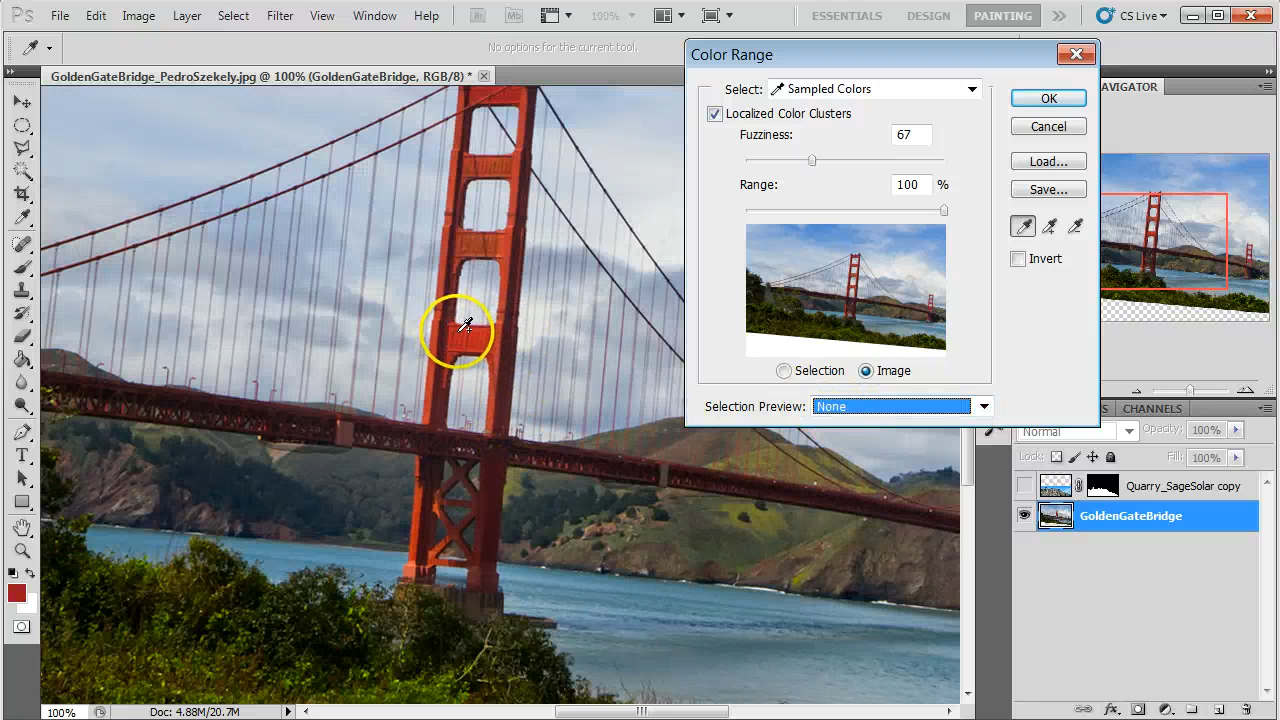 Ps File Edit Image Layer Select Filter View Window Help Br Mb 100% ESSENTIALS DESIGN PAINTING CS Live
No options for the current tool.
GoldenGateBridge_PedroSzekely.jpg @ 100% (GoldenGateBridge, RGB/8) *
Color Range
Select: Sampled Colors
Localized Color Clusters
Fuzziness: 67
Range: 100 %
Selection Image
Selection Preview: None
OK
Cancel
Load...
Save...
Invert
AVIGATOR
CHANNELS
Normal Opacity: 100%
Lock: Fill: 100%
Quarry_SageSolar copy
GoldenGateBridge
T
fx
100% Doc: 4.88M/20.7M